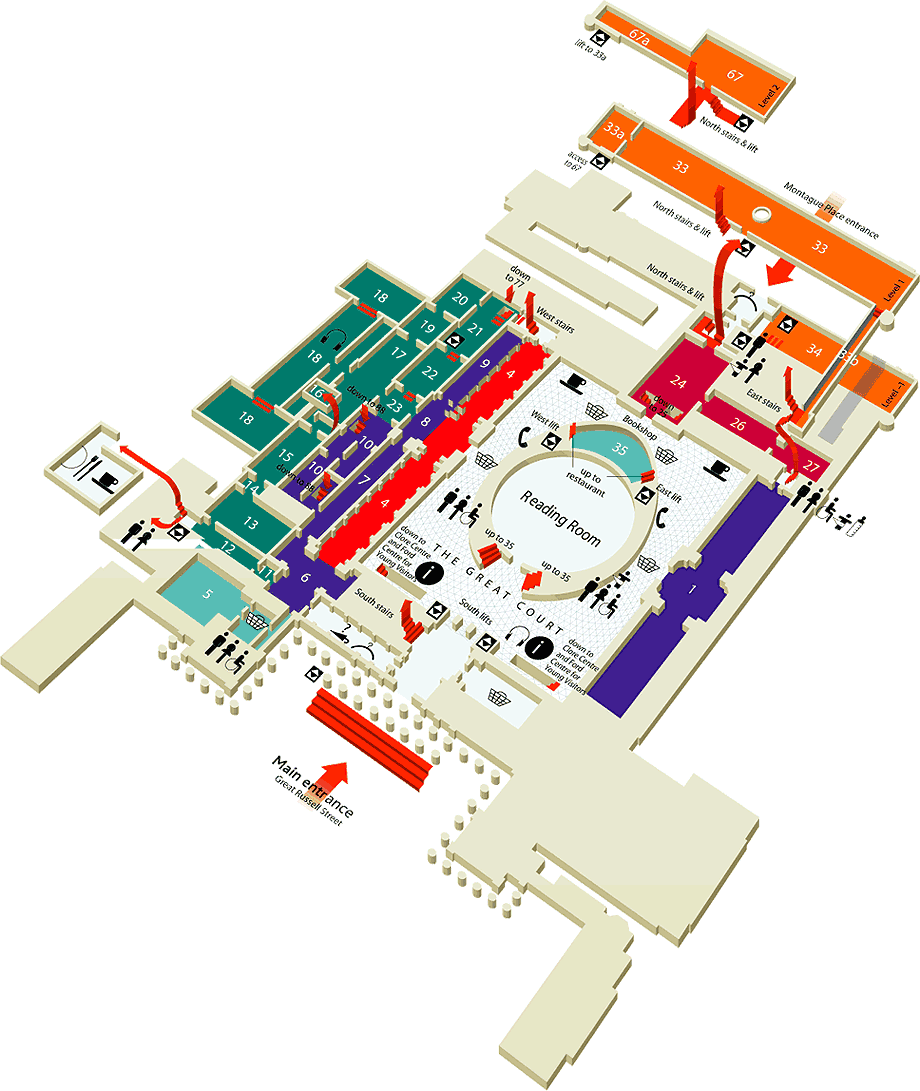 67a
lift to 33a
67
Level 2
North stairs & lift
33a
access
to 67
33
Montague Place entrance
North stairs & lift
33
Level 1
North stairs & lift
34
33b
Level -1
down
to 77
West stairs
18
20
19
21
9
4
17
22
18
16
down to 88
23
8
10
18
15
10
7
down to 88
4
14
13
12
11
6
5
24
down
to 25
East stairs
26
27
West lift
Bookshop
35
up to
restaurant
East lift
Reading Room
up to 35
up to 35
THE GREAT COURT
down to
Clore Centre
and Ford
Centre for
Young Visitors
i
1
South stairs
South lifts
?
i
down to
Clore Centre
and Ford
Centre for
Young Visitors
Main entrance
Great Russell Street